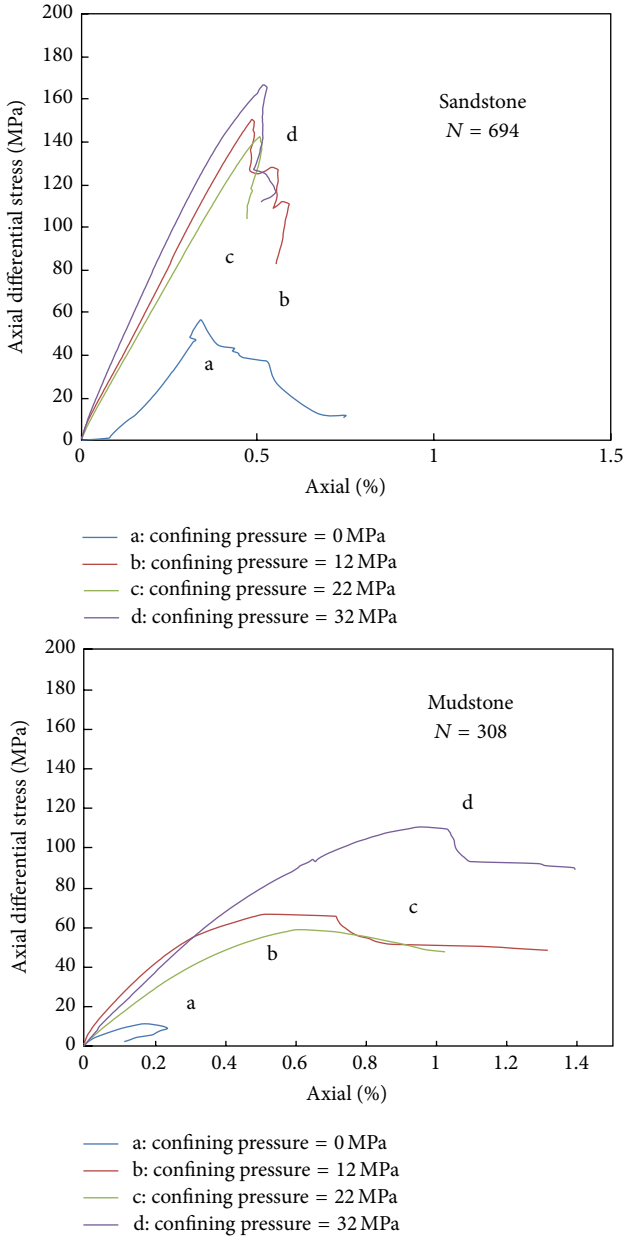 200
180
160
140
120
100
80
60
40
20
0
Axial differential stress (MPa)
Sandstone
N = 694
d
c
b
a
0
0.5
1
1.5
Axial (%)
a: confining pressure = 0 MPa
b: confining pressure = 12 MPa
c: confining pressure = 22 MPa
d: confining pressure = 32 MPa
200
180
160
140
120
100
80
60
40
20
0
Axial differential stress (MPa)
Mudstone
N = 308
d
c
b
a
0
0.2
0.4
0.6
0.8
1
1.2
1.4
Axial (%)
a: confining pressure = 0 MPa
b: confining pressure = 12 MPa
c: confining pressure = 22 MPa
d: confining pressure = 32 MPa